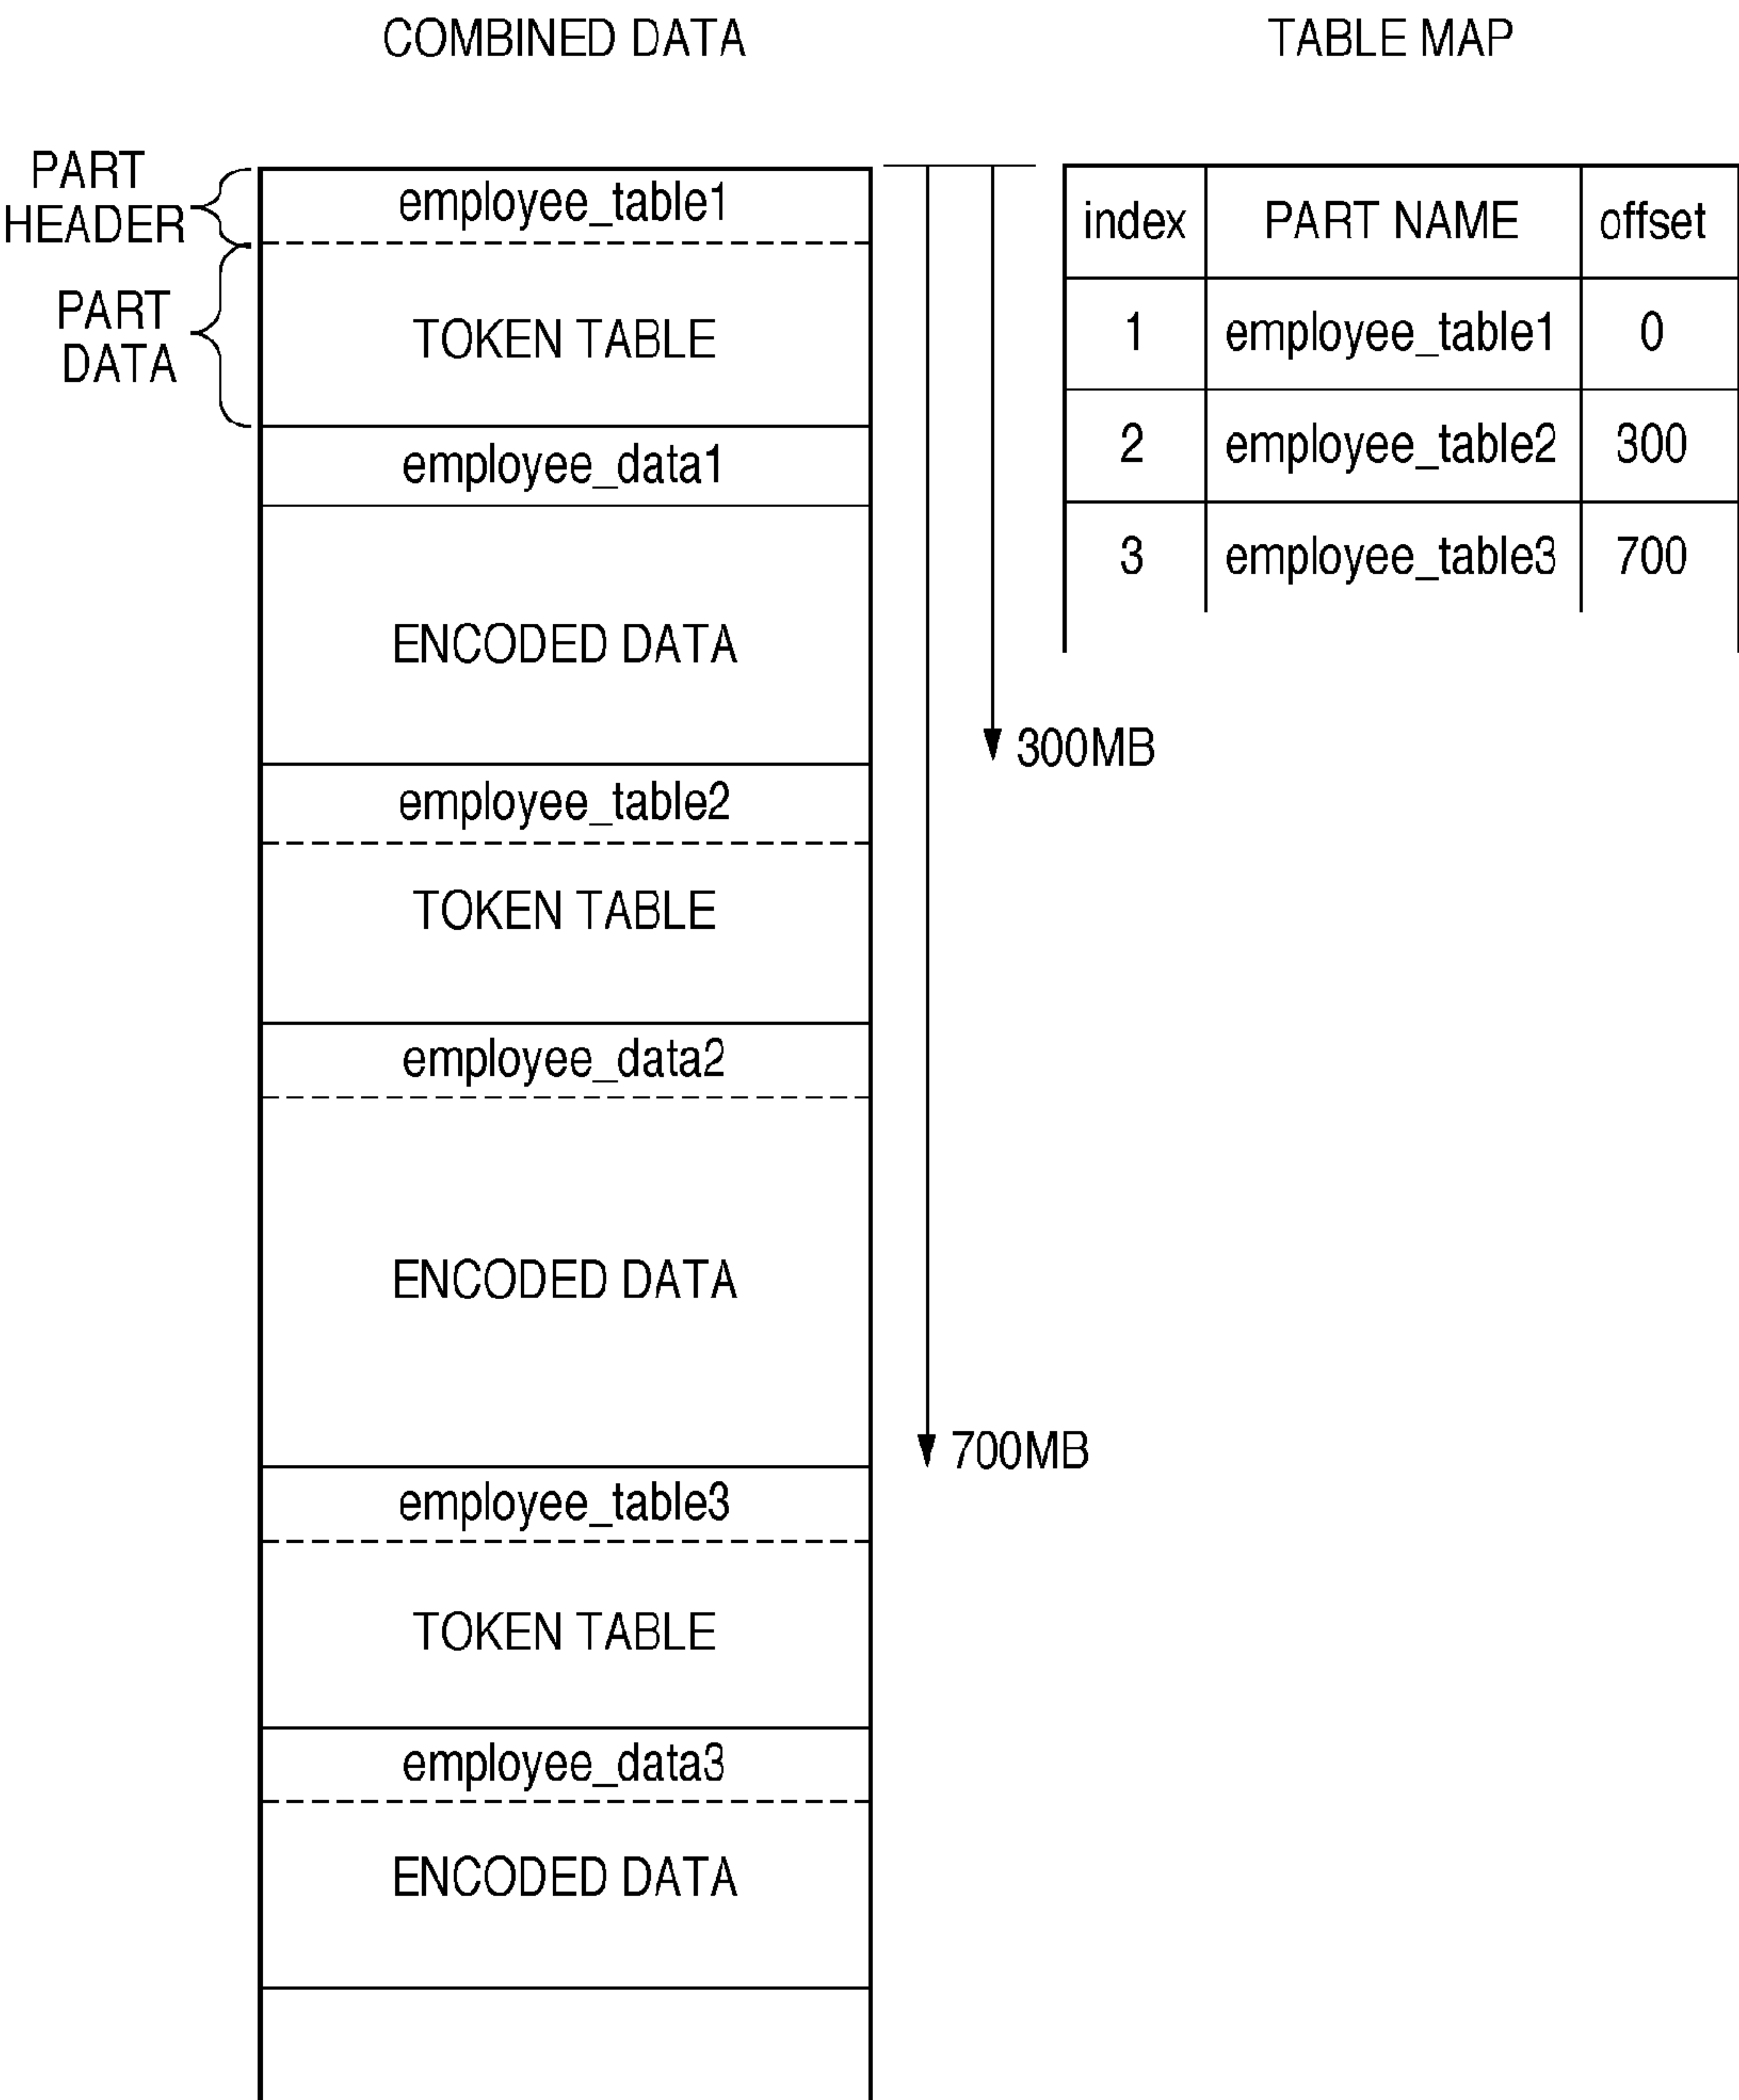 COMBINED DATA
TABLE MAP
PART
HEADER
PART
DATA
employee_table1
TOKEN TABLE
employee_data1
ENCODED DATA
employee_table2
TOKEN TABLE
employee_data2
ENCODED DATA
employee_table3
TOKEN TABLE
employee_data3
ENCODED DATA
300MB
700MB
index PART NAME offset
1 employee_table1 0
2 employee_table2 300
3 employee_table3 700